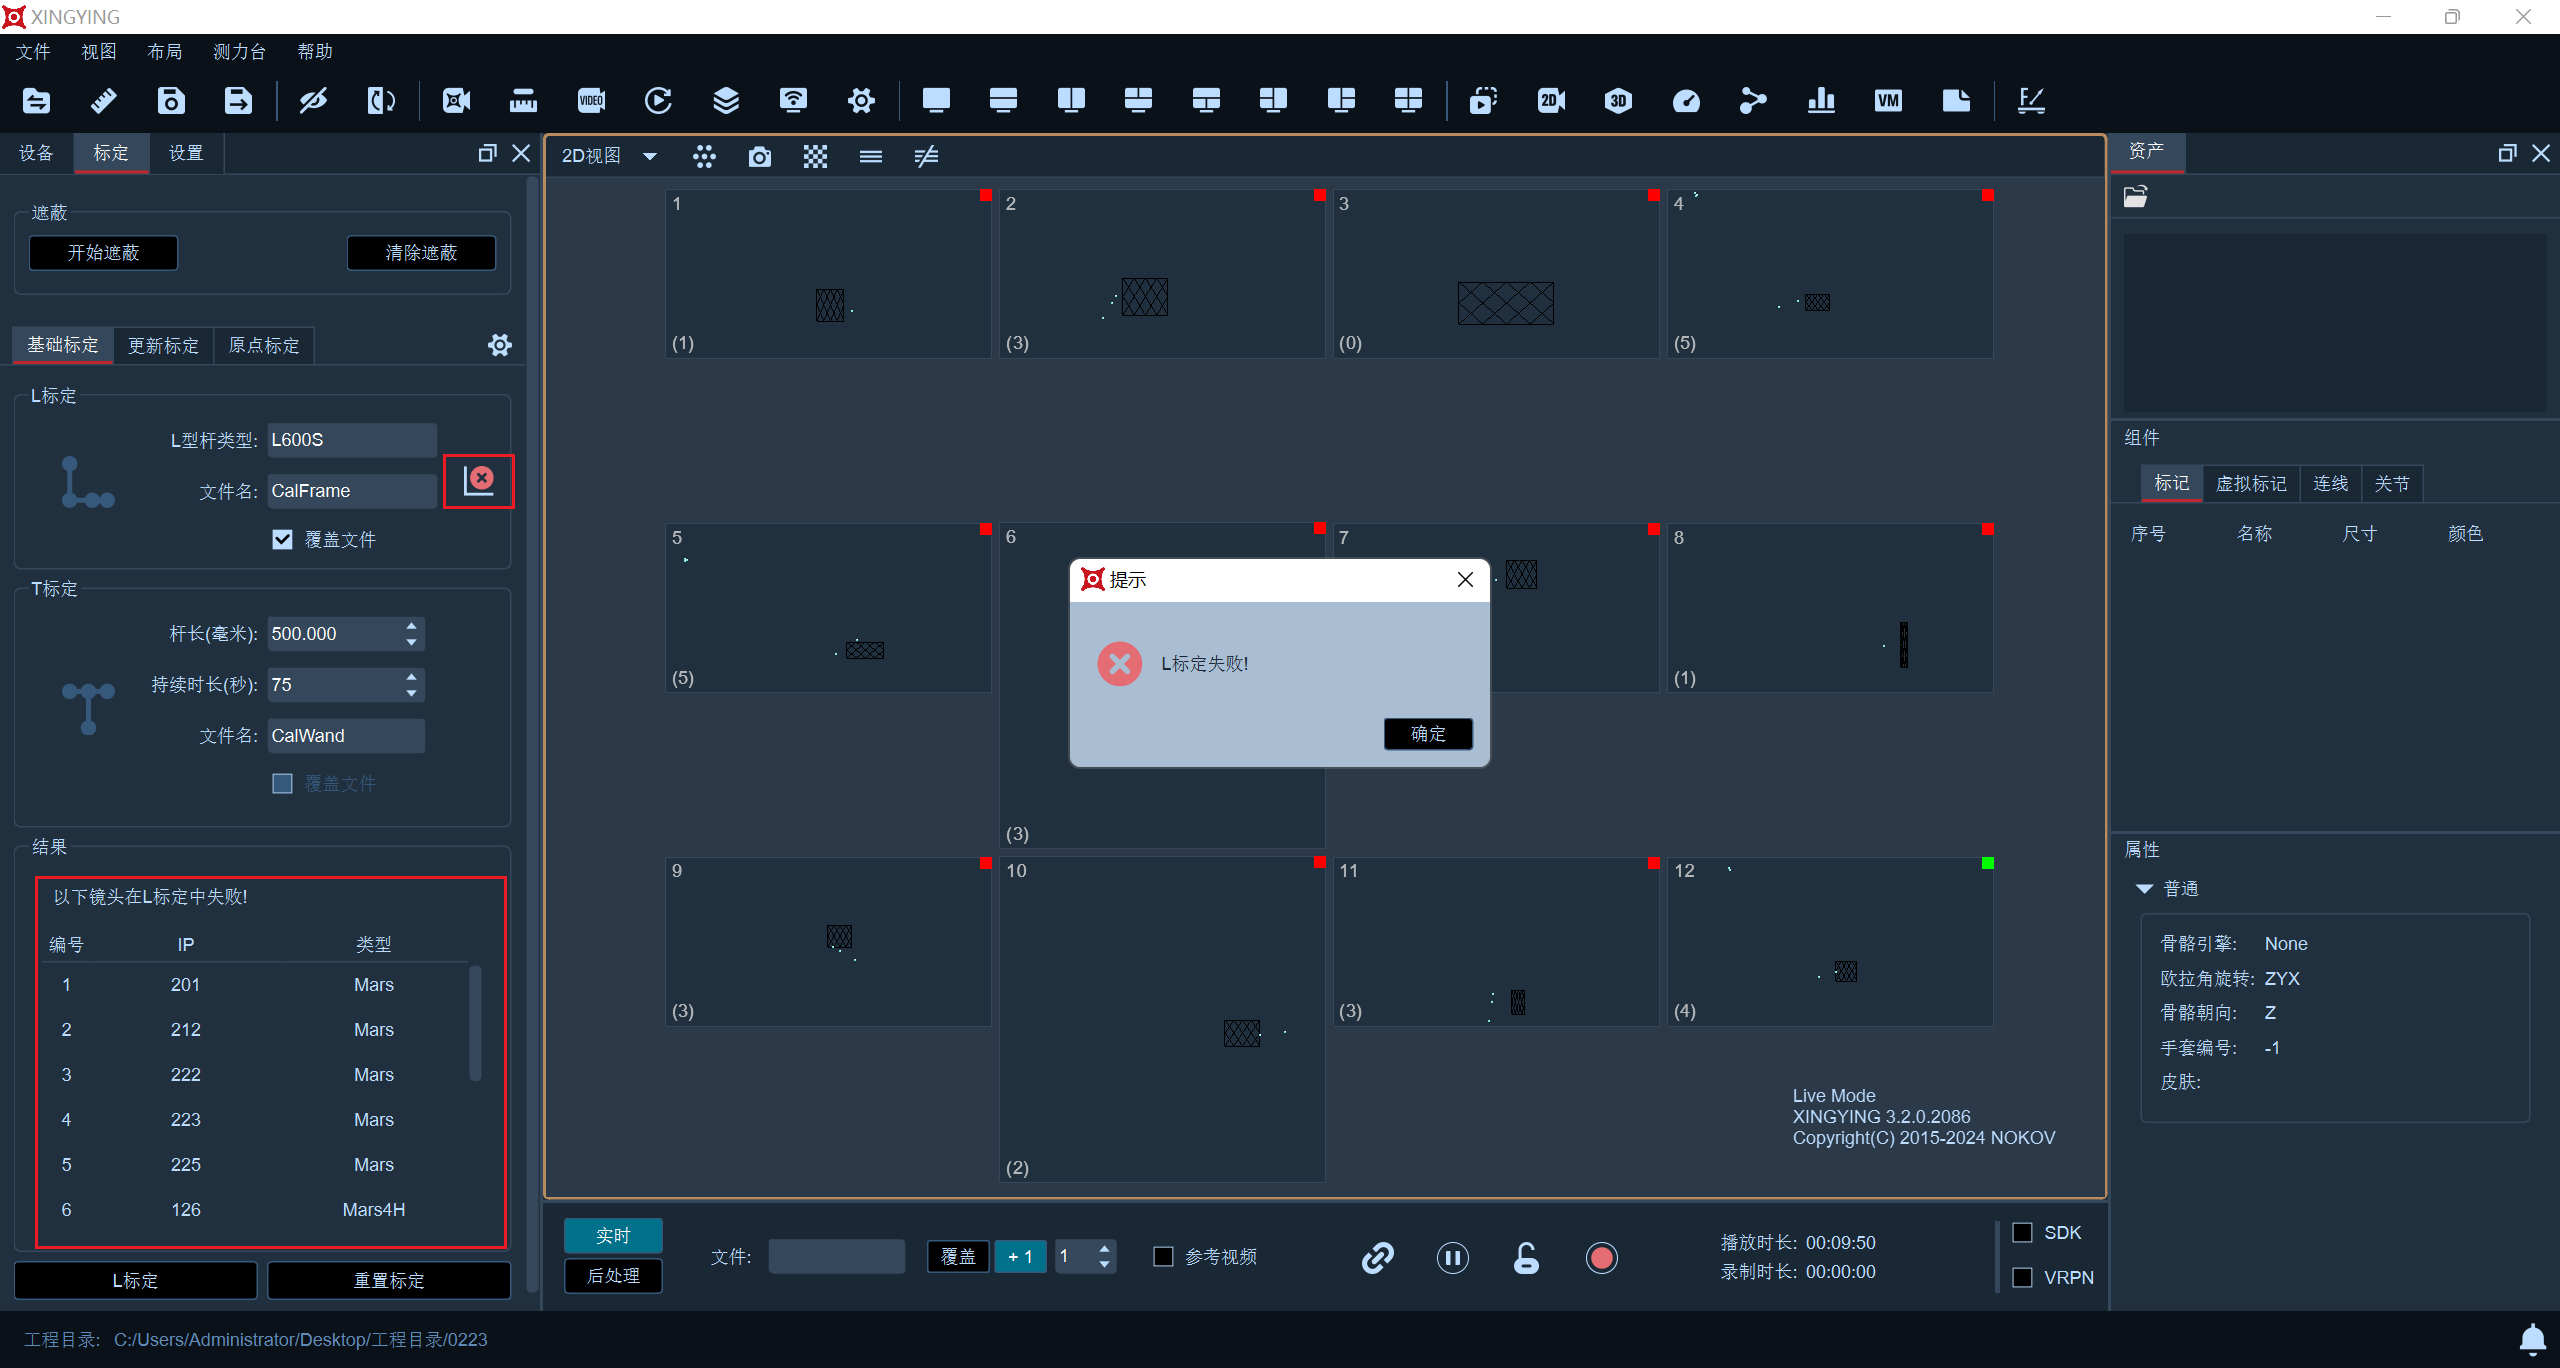 XINGYING
文件 视图 布局 测力台 帮助
VIDEO 2D 3D VM
设备 标定 设置
遮蔽
开始遮蔽 清除遮蔽
基础标定 更新标定 原点标定
L标定
L型杆类型: L600S
文件名: CalFrame
覆盖文件
T标定
杆长(毫米): 500.000
持续时长(秒): 75
文件名: CalWand
覆盖文件
结果
以下镜头在L标定中失败!
编号 IP 类型
1 201 Mars
2 212 Mars
3 222 Mars
4 223 Mars
5 225 Mars
6 126 Mars4H
L标定 重置标定
2D视图
1 2 3 4
(1) (3) (0) (5)
5 6 7 8
(5) (1)
(3)
9 10 11 12
(3) (3) (4)
(2)
提示
L标定失败!
确定
Live Mode
XINGYING 3.2.0.2086
Copyright(C) 2015-2024 NOKOV
实时
后处理
文件: 覆盖 +1 1 参考视频
播放时长: 00:09:50
录制时长: 00:00:00
SDK
VRPN
资产
组件
标记 虚拟标记 连线 关节
序号 名称 尺寸 颜色
属性
普通
骨骼引擎: None
欧拉角旋转: ZYX
骨骼朝向: Z
手套编号: -1
皮肤:
工程目录: C:/Users/Administrator/Desktop/工程目录/0223